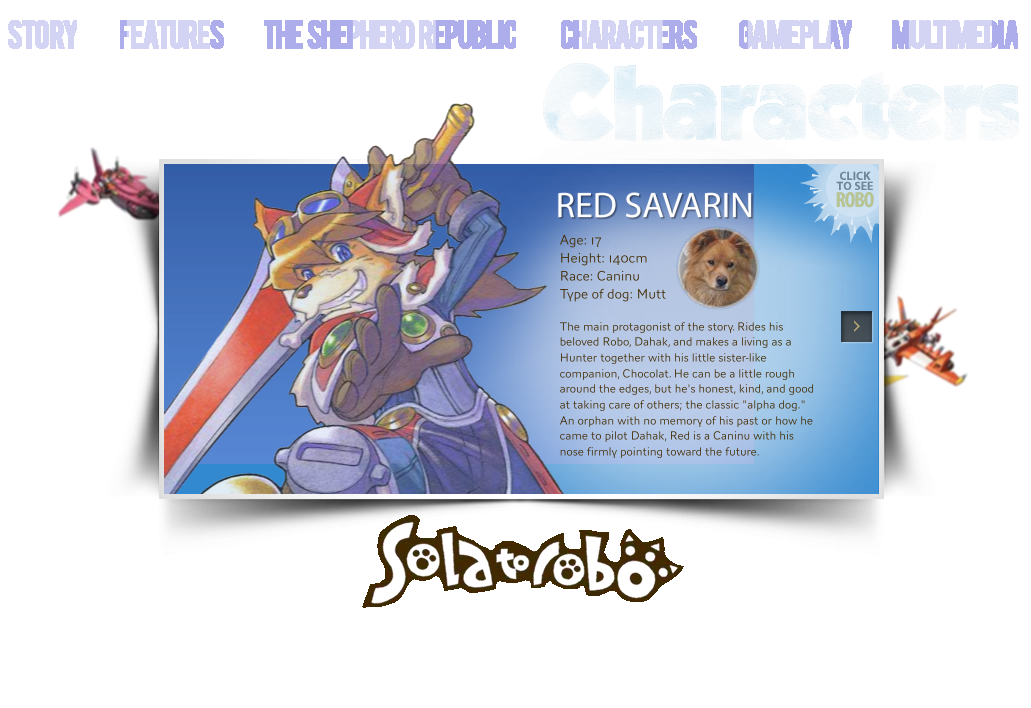 STORY FEATURES THE SHEPHERD REPUBLIC CHARACTERS GAMEPLAY MULTIMEDIA
Characters
CLICK
TO SEE
ROBO
RED SAVARIN
Age: 17
Height: 140cm
Race: Caninu
Type of dog: Mutt
The main protagonist of the story. Rides his
beloved Robo, Dahak, and makes a living as a
Hunter together with his little sister-like
companion, Chocolat. He can be a little rough
around the edges, but he's honest, kind, and good
at taking care of others; the classic "alpha dog."
An orphan with no memory of his past or how he
came to pilot Dahak, Red is a Caninu with his
nose firmly pointing toward the future.
Solatorobo